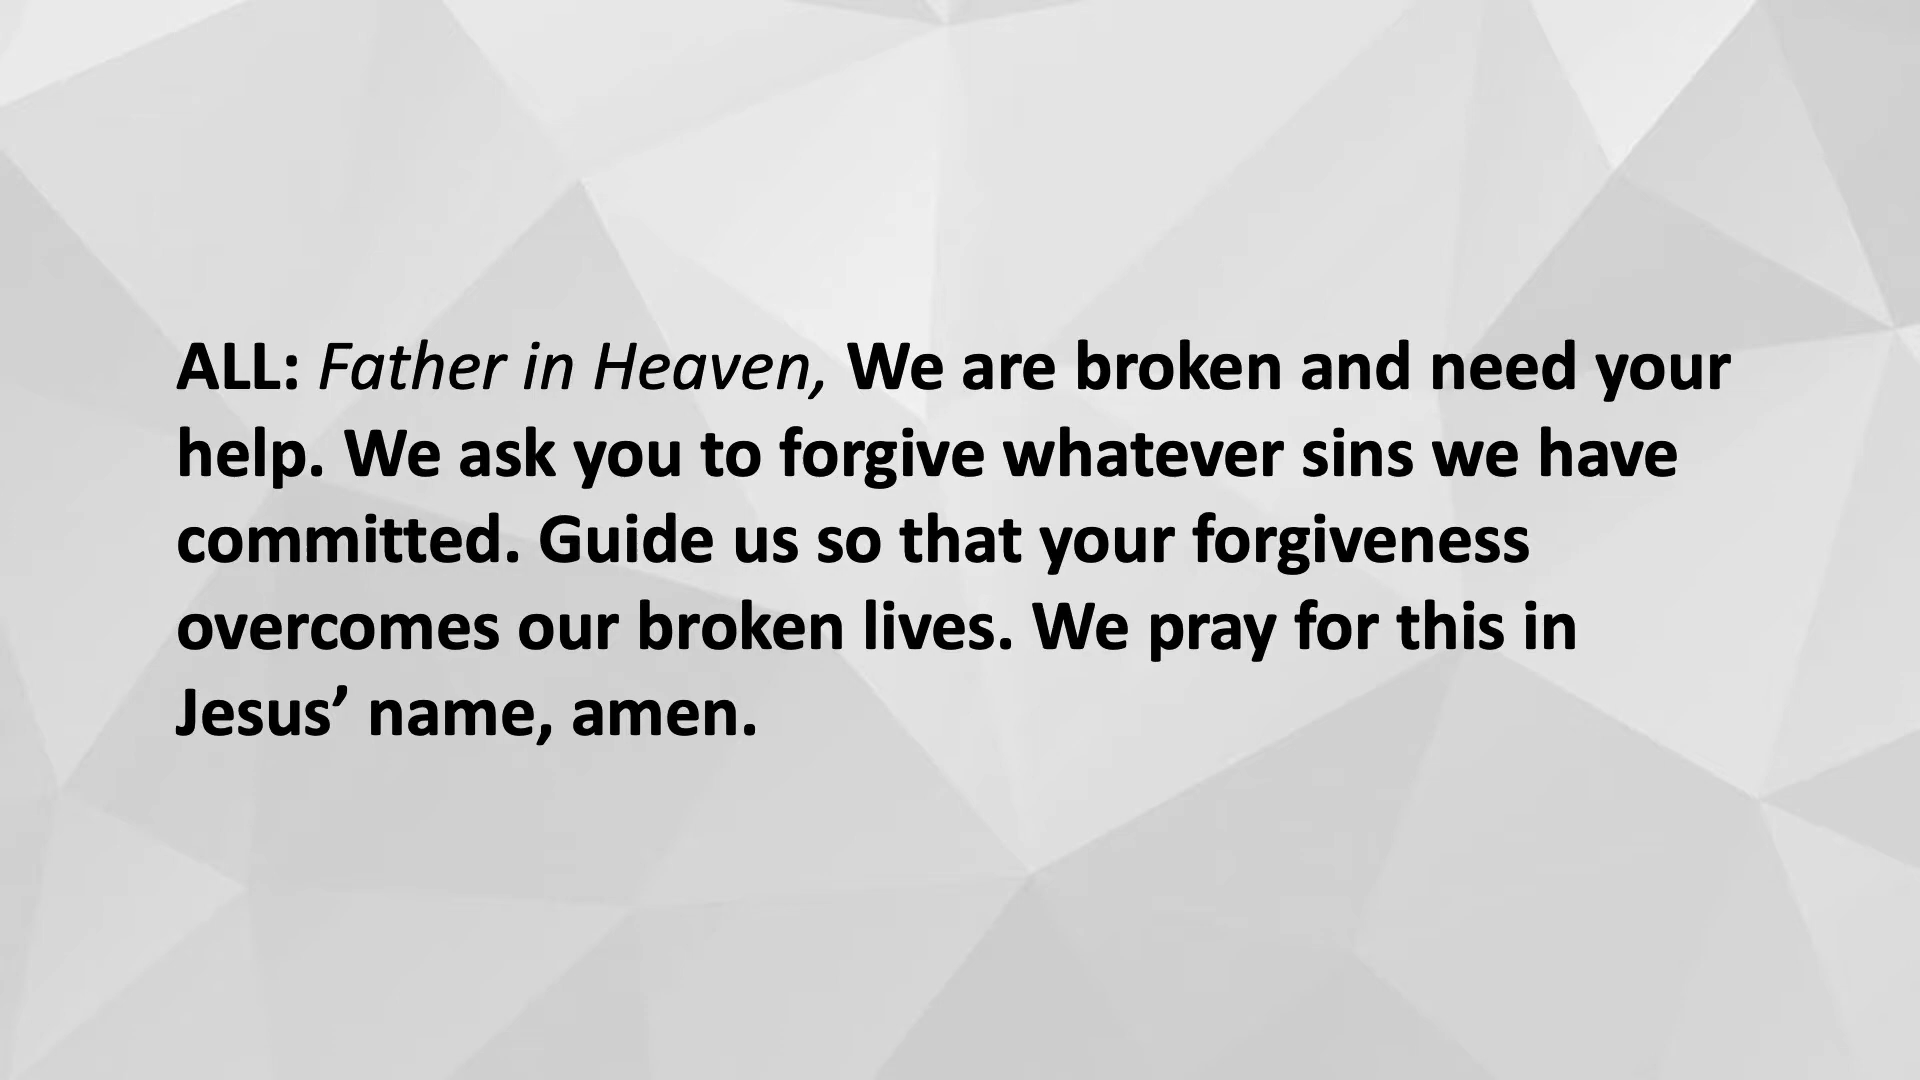 ALL: Father in Heaven, We are broken and need your
help. We ask you to forgive whatever sins we have
committed. Guide us so that your forgiveness
overcomes our broken lives. We pray for this in
Jesus’ name, amen.